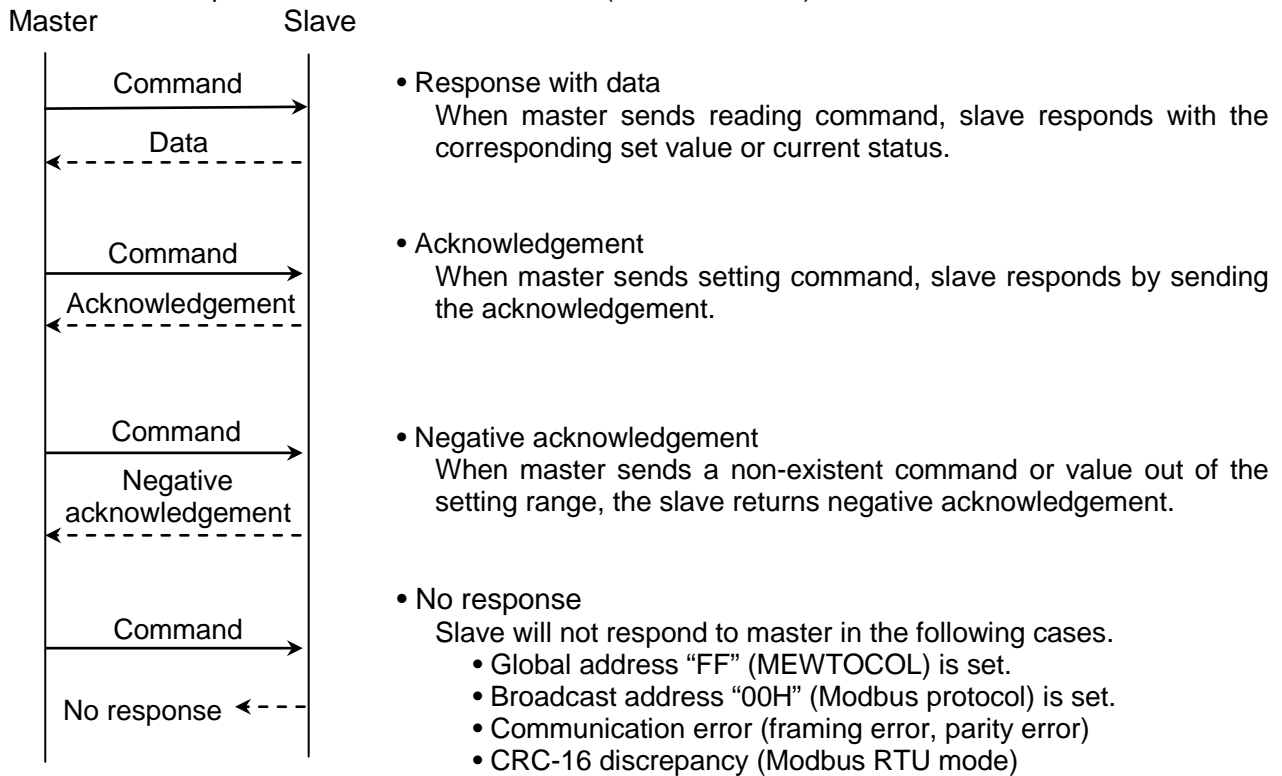 Master Slave
Command
Data
• Response with data
When master sends reading command, slave responds with the
corresponding set value or current status.
Command
Acknowledgement
• Acknowledgement
When master sends setting command, slave responds by sending
the acknowledgement.
Command
Negative
acknowledgement
• Negative acknowledgement
When master sends a non-existent command or value out of the
setting range, the slave returns negative acknowledgement.
Command
No response
• No response
Slave will not respond to master in the following cases.
• Global address “FF” (MEWTOCOL) is set.
• Broadcast address “00H” (Modbus protocol) is set.
• Communication error (framing error, parity error)
• CRC-16 discrepancy (Modbus RTU mode)